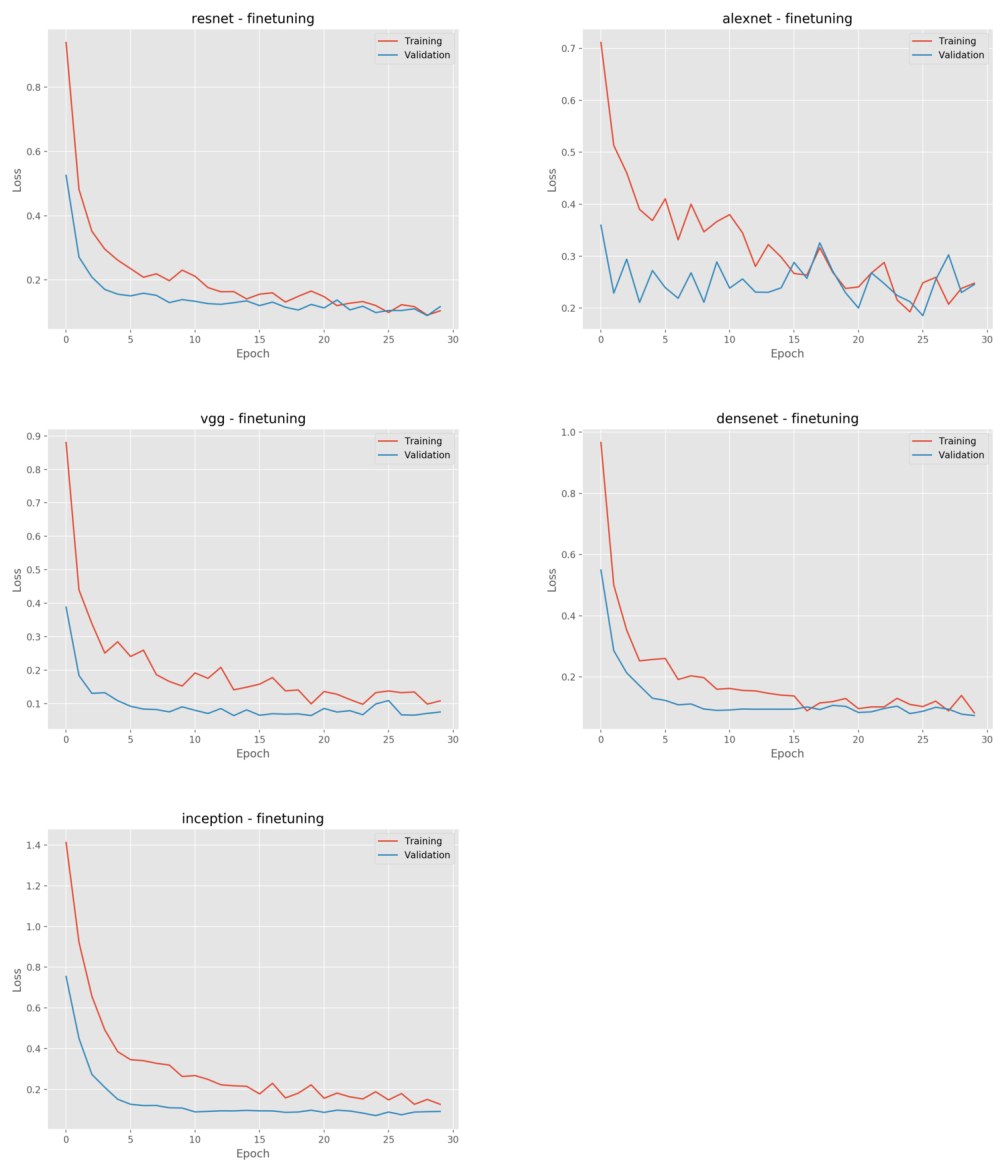 resnet - finetuning
Training
Validation
0.8
0.6
0.4
0.2
Loss
0 5 10 15 20 25 30
Epoch
alexnet - finetuning
Training
Validation
0.7
0.6
0.5
0.4
0.3
0.2
Loss
0 5 10 15 20 25 30
Epoch
vgg - finetuning
Training
Validation
0.9
0.8
0.7
0.6
0.5
0.4
0.3
0.2
0.1
Loss
0 5 10 15 20 25 30
Epoch
densenet - finetuning
Training
Validation
1.0
0.8
0.6
0.4
0.2
Loss
0 5 10 15 20 25 30
Epoch
inception - finetuning
Training
Validation
1.4
1.2
1.0
0.8
0.6
0.4
0.2
Loss
0 5 10 15 20 25 30
Epoch